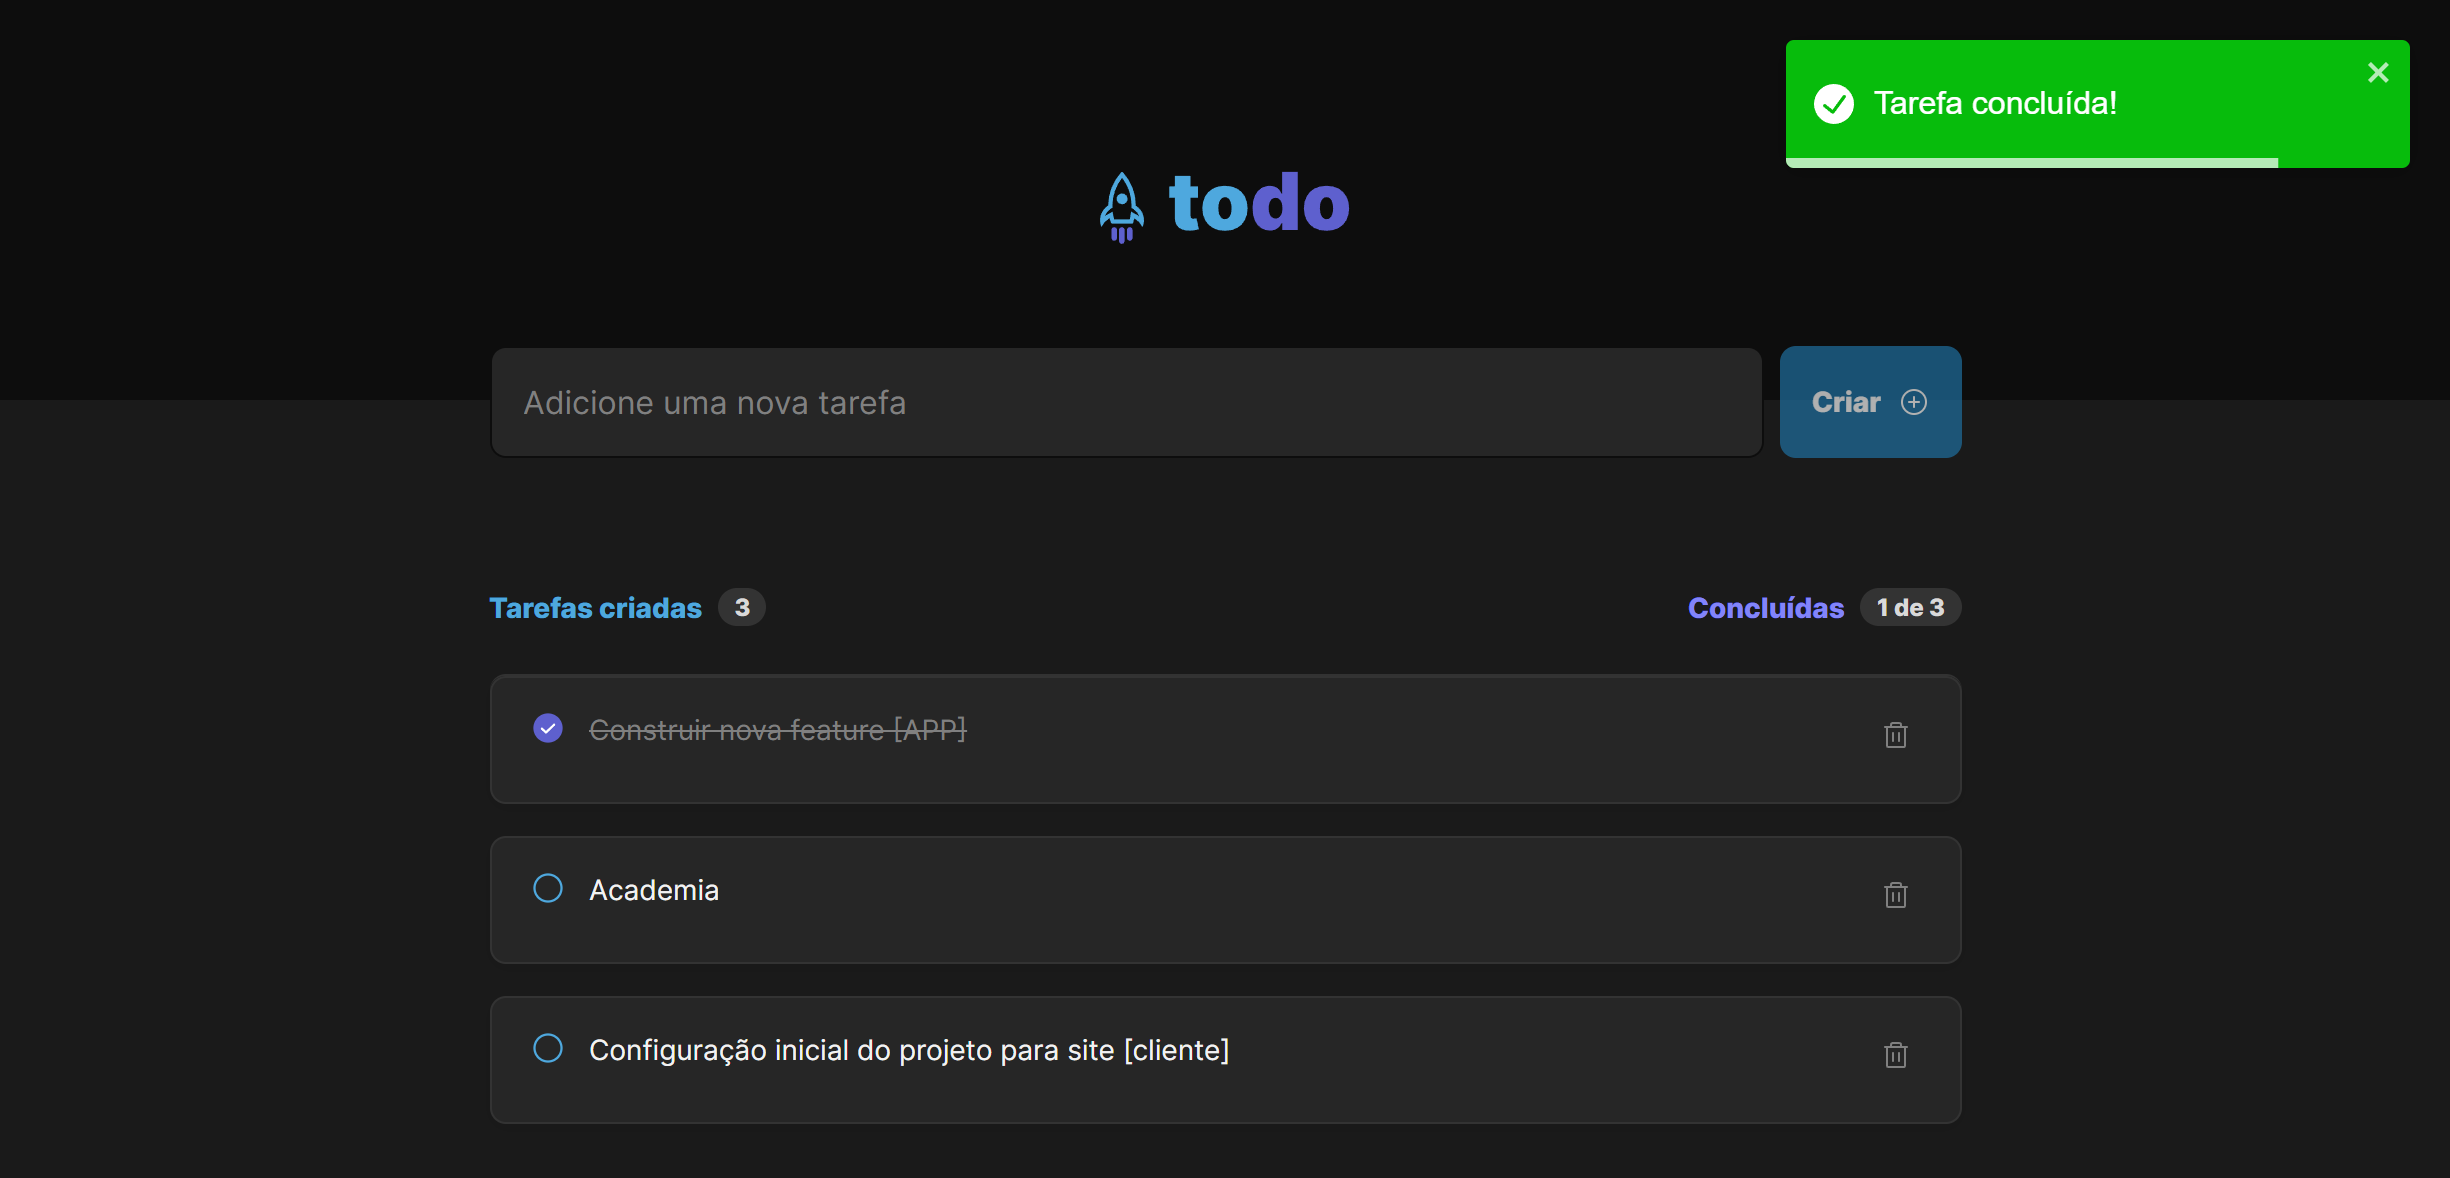 Tarefa concluída!
todo
Adicione uma nova tarefa
Criar
Tarefas criadas 3
Concluídas 1 de 3
Construir nova feature [APP]
Academia
Configuração inicial do projeto para site [cliente]